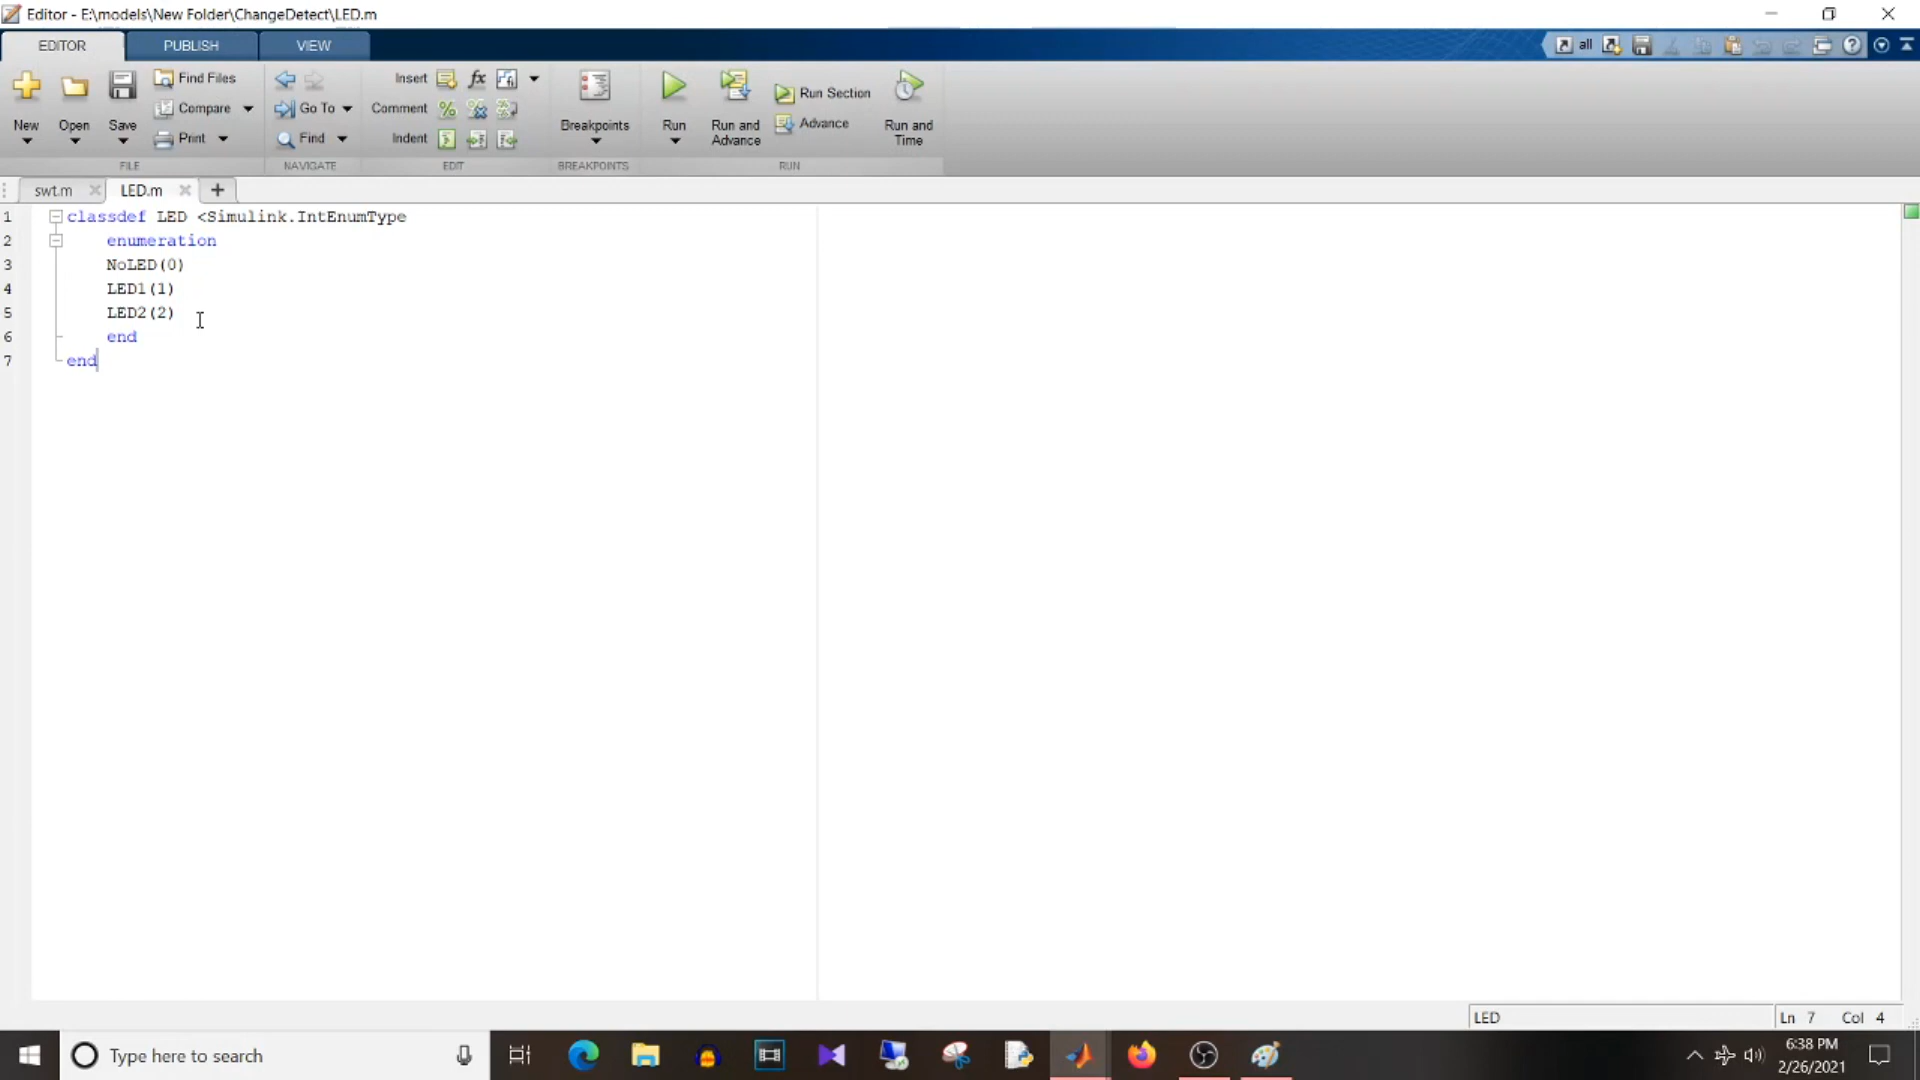 Editor - E:\models\New Folder\ChangeDetect\LED.m
EDITOR PUBLISH VIEW
all
New Open Save
Find Files
Compare
Print
FILE
Go To
Find
NAVIGATE
Insert
Comment
Indent
EDIT
Breakpoints
BREAKPOINTS
Run
Run and Advance
Run Section
Advance
Run and Time
RUN
swt.m LED.m
1 classdef LED <Simulink.IntEnumType
2 enumeration
3 NoLED(0)
4 LED1(1)
5 LED2(2)
6 end
7 end
LED Ln 7 Col 4
Type here to search
6:38 PM
2/26/2021